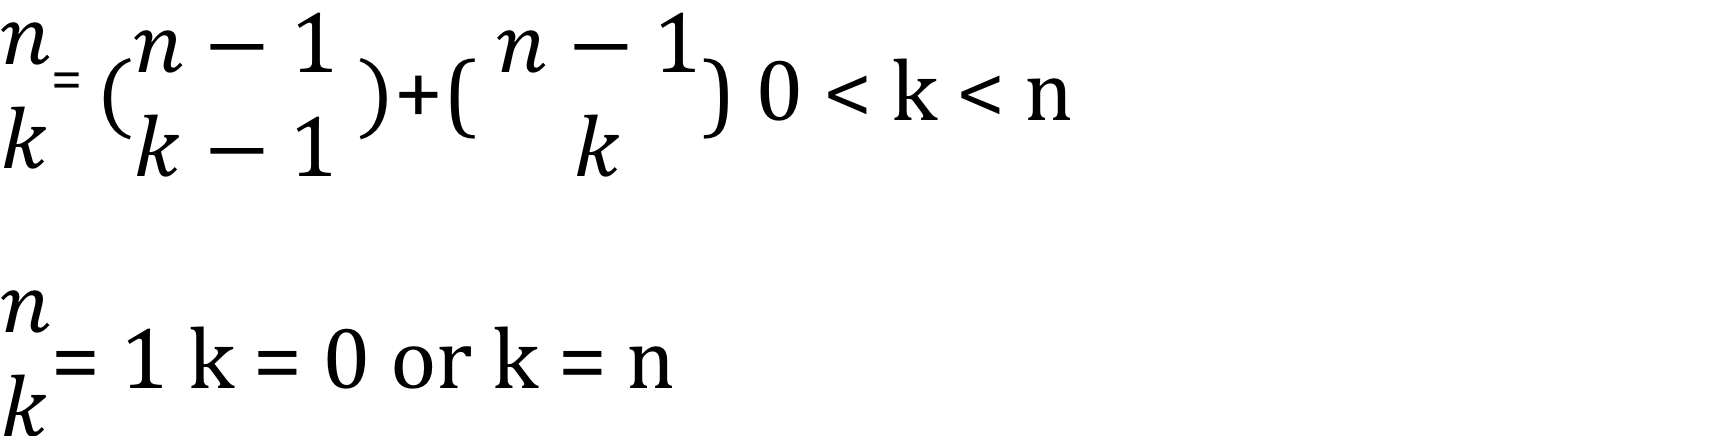 n
k = (n − 1
k − 1) + (n − 1
k) 0 < k < n
n
k = 1 k = 0 or k = n